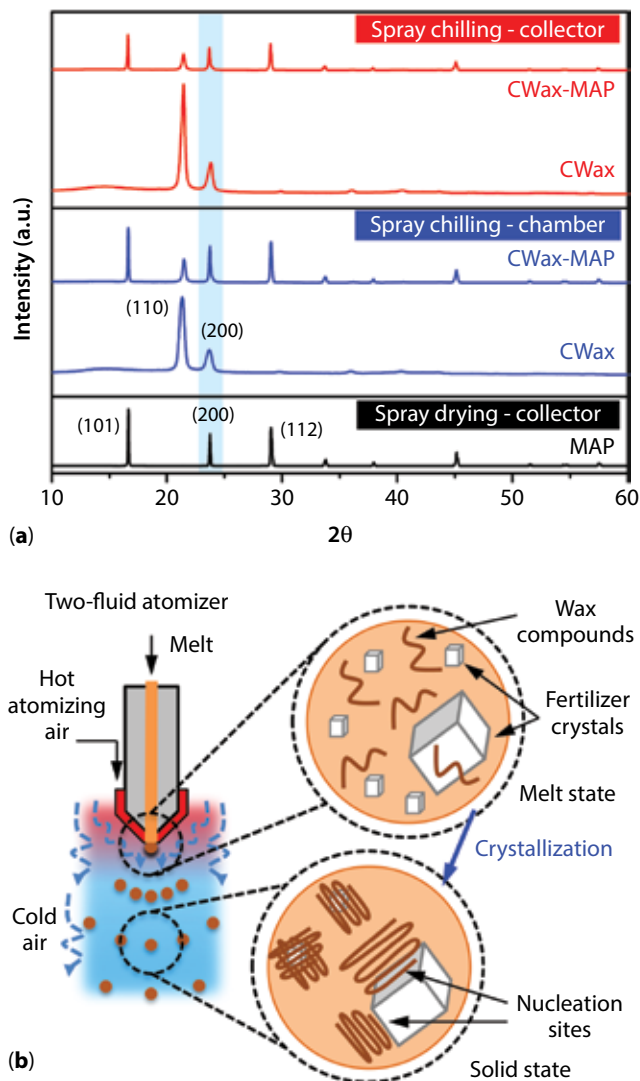 Spray chilling - collector
CWax-MAP
CWax
Spray chilling - chamber
CWax-MAP
(110)
(200)
CWax
Spray drying - collector
(101)
(200)
(112)
MAP
Intensity (a.u.)
10 20 30 40 50 60
(a)
2θ
Two-fluid atomizer
Melt
Hot
atomizing
air
Cold
air
Wax
compounds
Fertilizer
crystals
Melt state
Crystallization
Nucleation
sites
Solid state
(b)